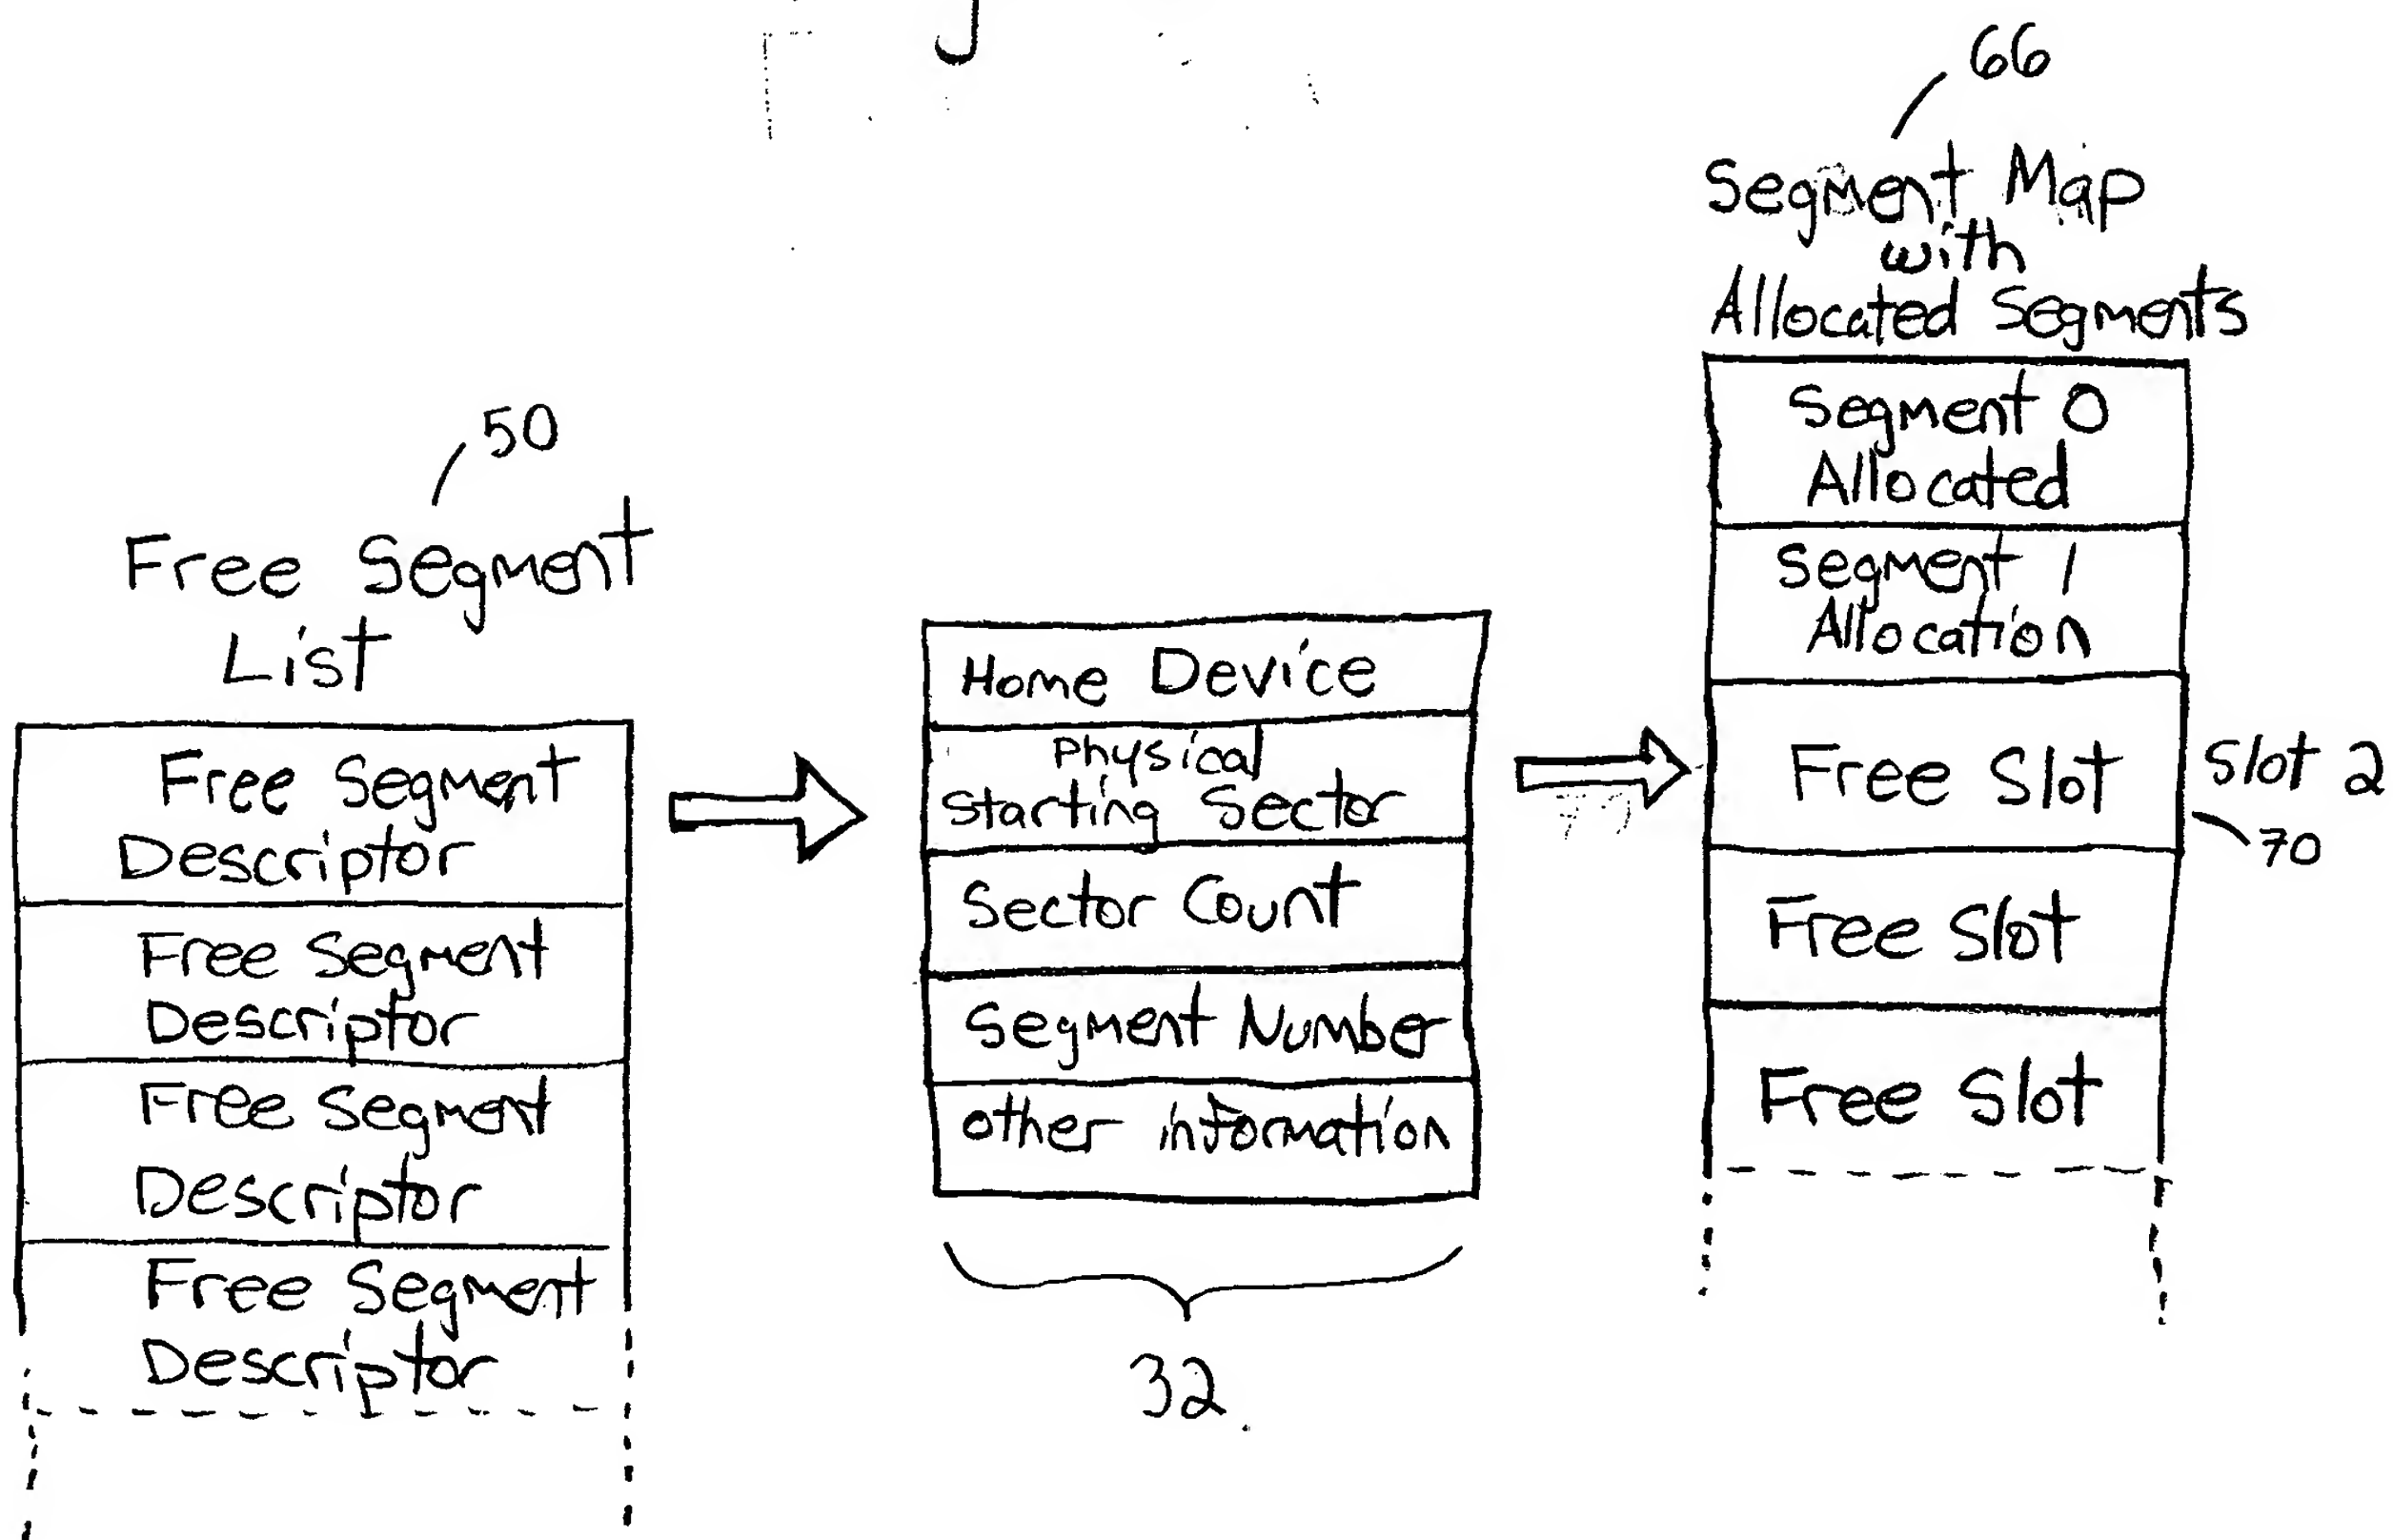 66
Segment Map
with
Allocated Segments
Segment 0
Allocated
Segment 1
Allocation
Free Slot
Slot 2
70
Free Slot
Free Slot
50
Free Segment
List
Free Segment
Descriptor
Free Segment
Descriptor
Free Segment
Descriptor
Free Segment
Descriptor
Home Device
Physical
Starting Sector
Sector Count
Segment Number
other information
32